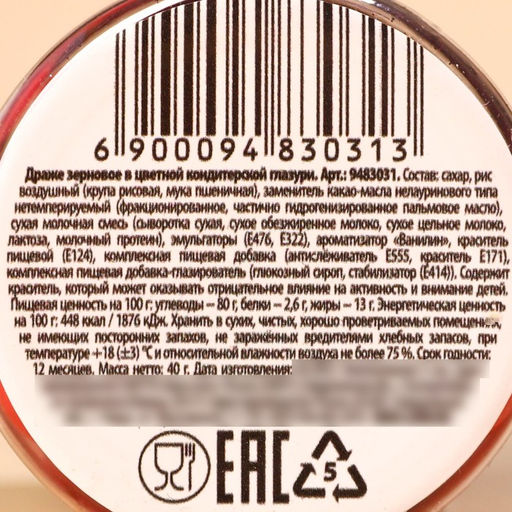 6 900094 830313
Драже зерновое в цветной кондитерской глазури. Арт.: 9483031. Состав: сахар, рис
воздушный (крупа рисовая, мука пшеничная), заменитель какао-масла нелауринового типа
нетемперируемый (фракционированное, частично гидрогенизированное пальмовое масло),
сухая молочная смесь (сыворотка сухая, сухое обезжиренное молоко, сухое цельное молоко,
лактоза, молочный протеин), эмульгаторы (Е476, Е322), ароматизатор «Ванилин», краситель
пищевой (Е124), комплексная пищевая добавка (антислёживатель Е555, краситель Е171),
комплексная пищевая добавка-глазирователь (глюкозный сироп, стабилизатор (Е414)). Содержит
краситель, который может оказывать отрицательное влияние на активность и внимание детей.
Пищевая ценность на 100 г: углеводы – 80 г, белки – 2,6 г, жиры – 13 г. Энергетическая ценность
на 100 г: 448 ккал / 1876 кДж. Хранить в сухих, чистых, хорошо проветриваемых помещениях,
не имеющих посторонних запахов, не заражённых вредителями хлебных запасов, при
температуре +18 (±3) °С и относительной влажности воздуха не более 75 %. Срок годности:
12 месяцев. Масса нетто: 40 г. Дата изготовления:
EAC 5